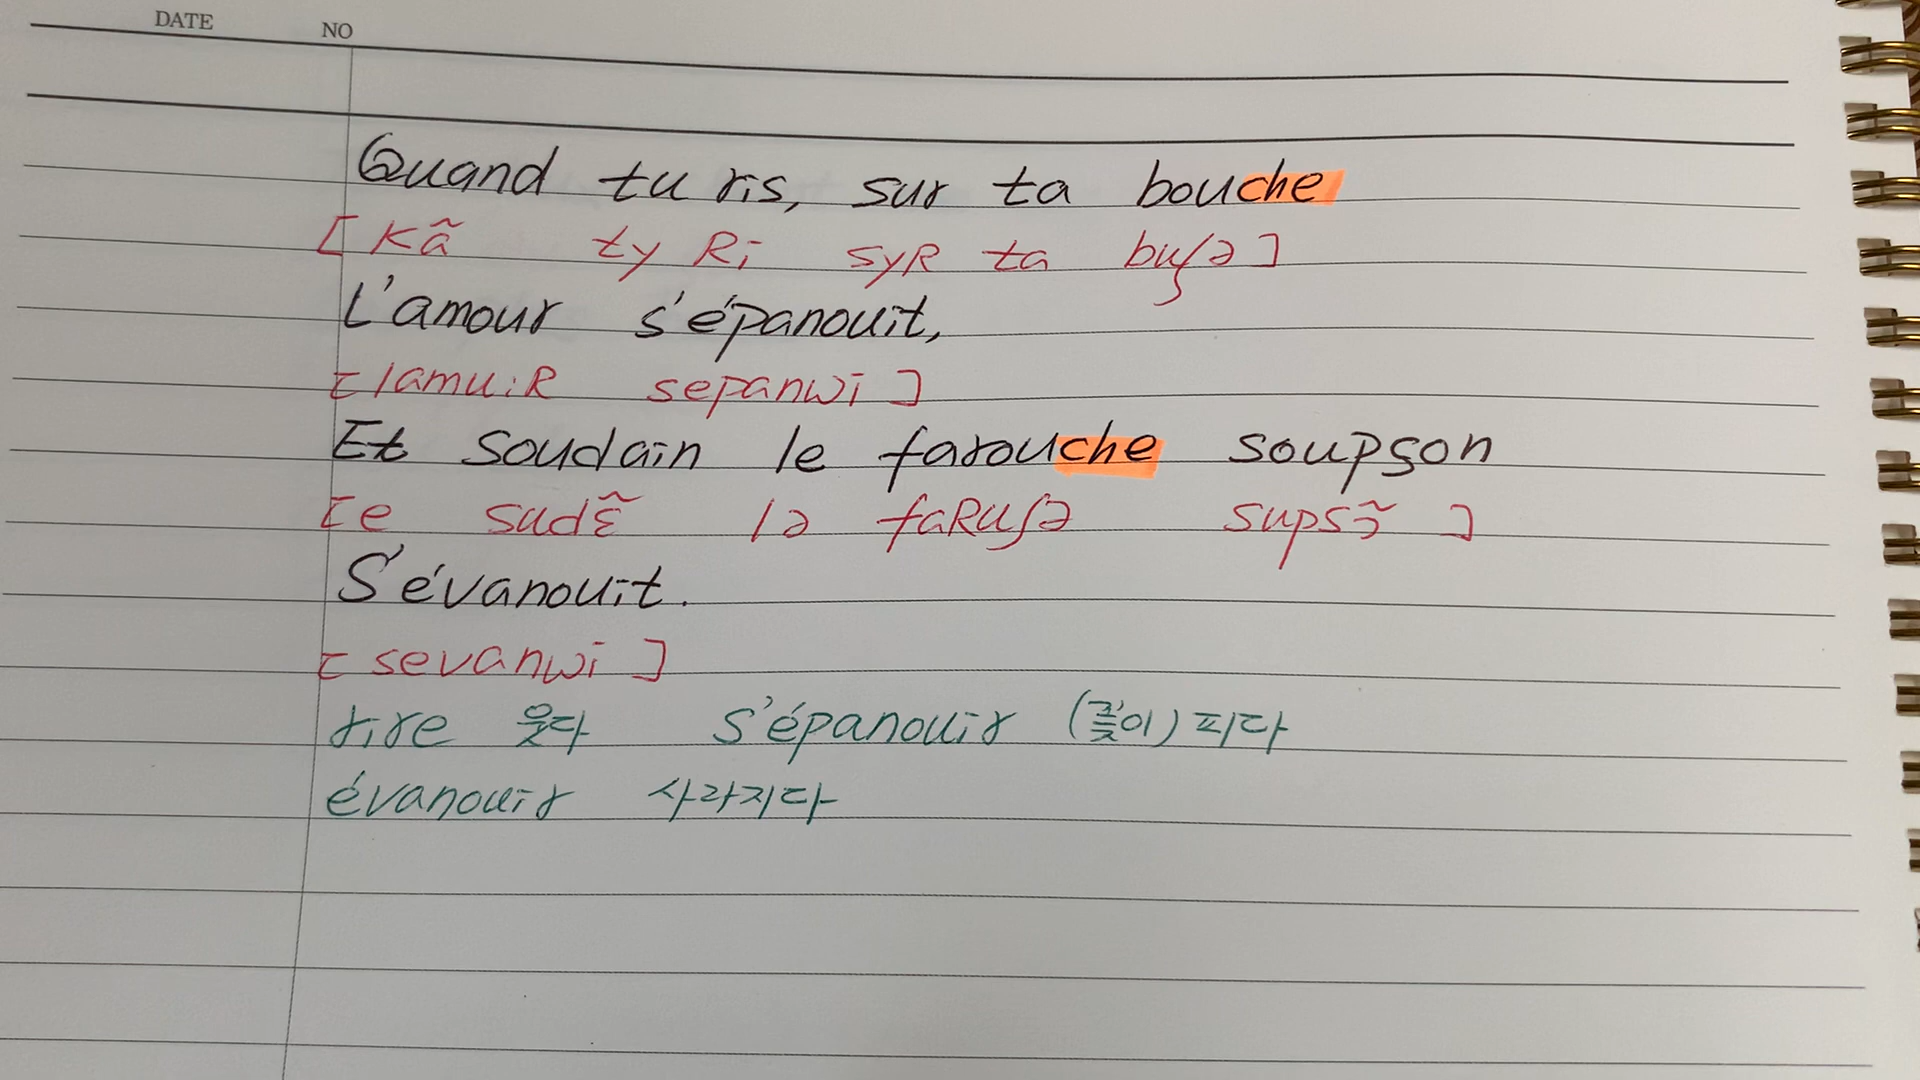 DATE
NO
Quand tu ris, sur ta bouche
[Kã ty Ri syR ta buʃə]
L'amour s'épanouit,
[lamu:R sepanwi]
Et soudain le farouche soupçon
[e sudɛ̃ lə faRuʃə supsɔ̃]
S'évanouit.
[sevanwi]
rire 웃다 s'épanouir (꽃이) 피다
évanouir 사라지다